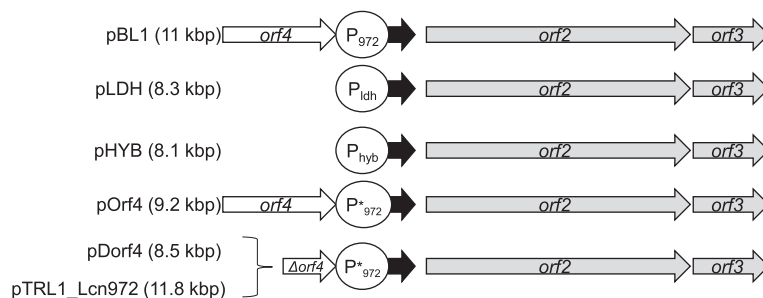 pBL1 (11 kbp) orf4 P972 orf2 orf3
pLDH (8.3 kbp) Pldh orf2 orf3
pHYB (8.1 kbp) Phyb orf2 orf3
pOrf4 (9.2 kbp) orf4 P*972 orf2 orf3
pDorf4 (8.5 kbp)
Δorf4 P*972 orf2 orf3
pTRL1_Lcn972 (11.8 kbp)